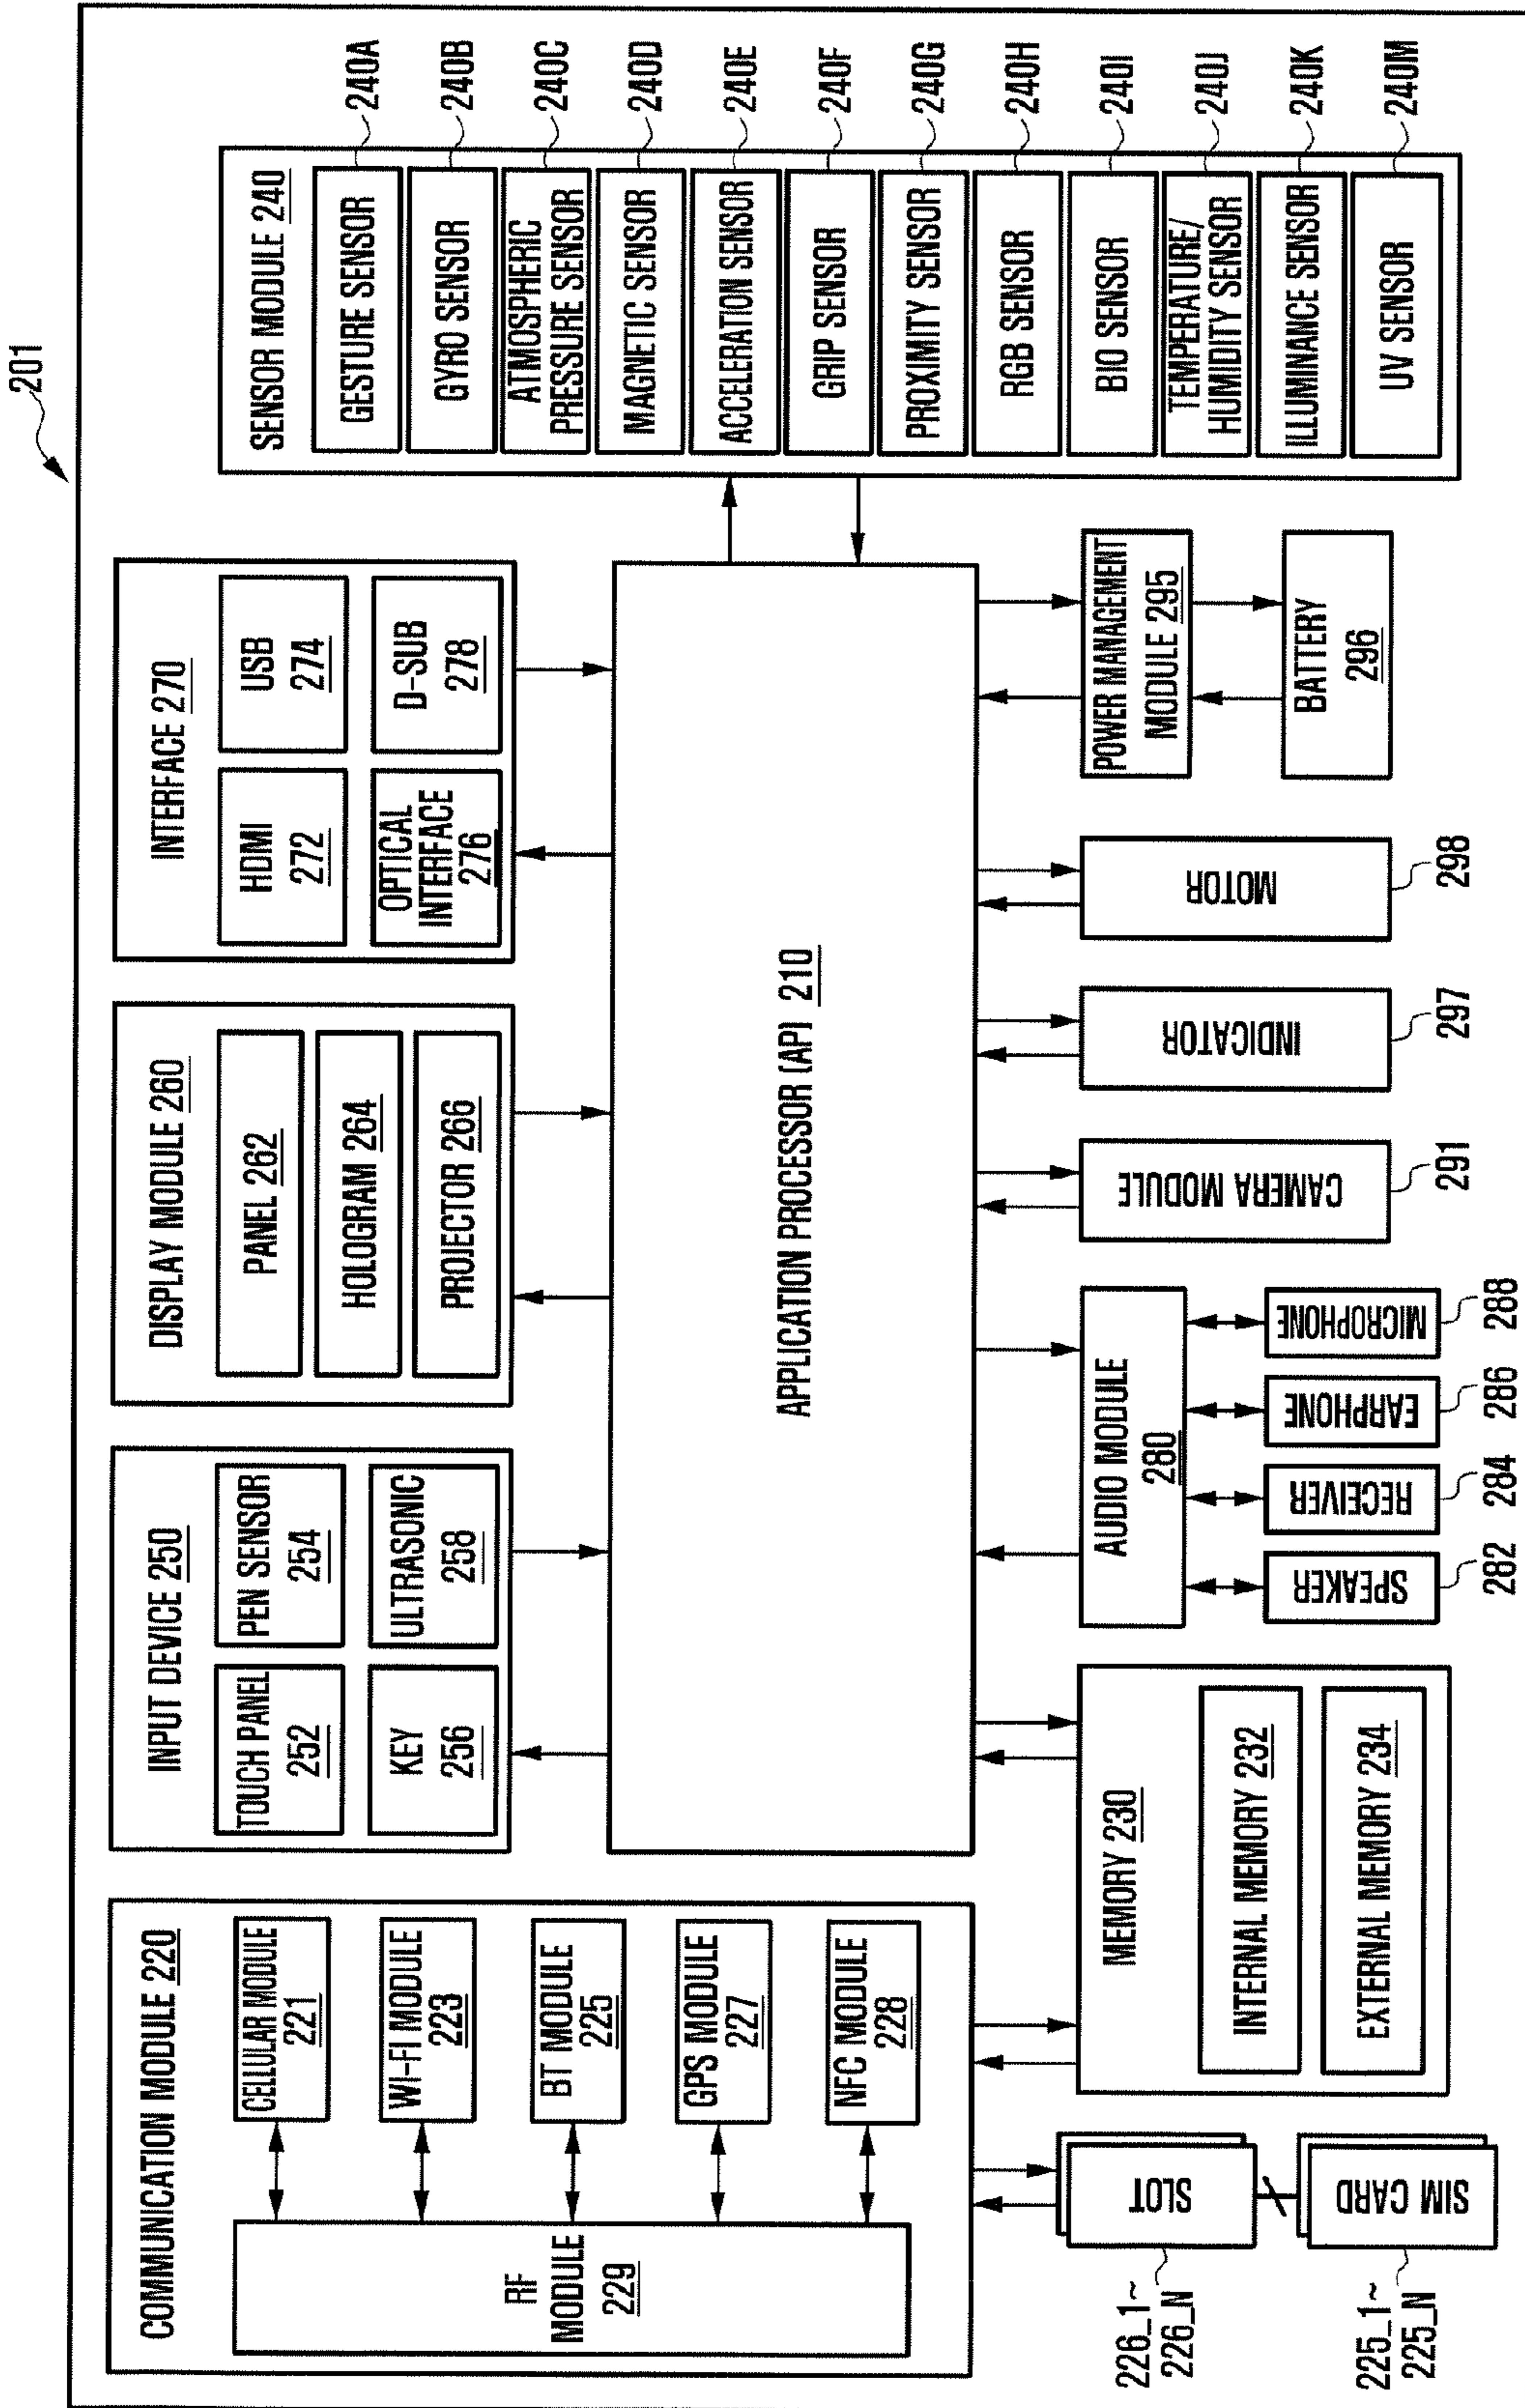 201
COMMUNICATION MODULE 220
RF
MODULE
229
CELLULAR MODULE
221
WI-FI MODULE
223
BT MODULE
225
GPS MODULE
227
NFC MODULE
228
INPUT DEVICE 250
TOUCH PANEL
252
PEN SENSOR
254
KEY
256
ULTRASONIC
258
DISPLAY MODULE 260
PANEL 262
HOLOGRAM 264
PROJECTOR 266
INTERFACE 270
HDMI
272
USB
274
OPTICAL
INTERFACE
276
D-SUB
278
SENSOR MODULE 240
GESTURE SENSOR
240A
GYRO SENSOR
240B
ATMOSPHERIC
PRESSURE SENSOR
240C
MAGNETIC SENSOR
240D
ACCELERATION SENSOR
240E
GRIP SENSOR
240F
PROXIMITY SENSOR
240G
RGB SENSOR
240H
BIO SENSOR
240I
TEMPERATURE/
HUMIDITY SENSOR
240J
ILLUMINANCE SENSOR
240K
UV SENSOR
240M
APPLICATION PROCESSOR (AP) 210
SLOT
226_1~
226_N
SIM CARD
225_1~
225_N
MEMORY 230
INTERNAL MEMORY 232
EXTERNAL MEMORY 234
AUDIO MODULE
280
SPEAKER
282
RECEIVER
284
EARPHONE
286
MICROPHONE
288
CAMERA MODULE
291
INDICATOR
297
MOTOR
298
POWER MANAGEMENT
MODULE 295
BATTERY
296